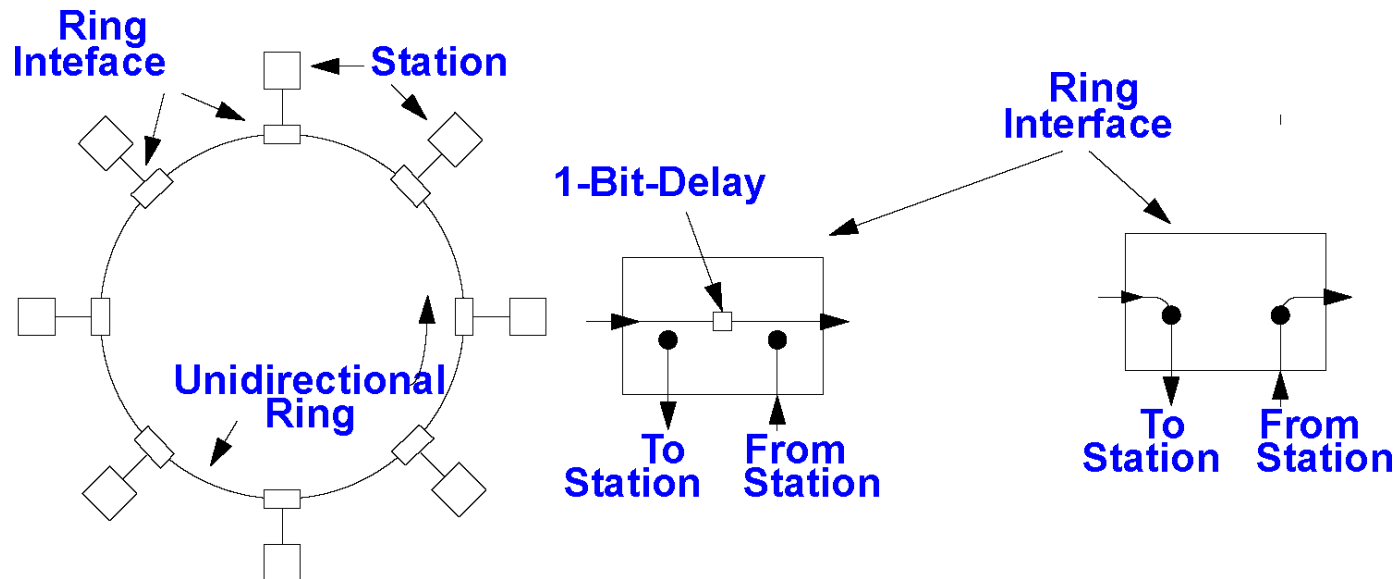 Ring
Inteface
Station
Unidirectional
Ring
1-Bit-Delay
To
Station
From
Station
Ring
Interface
To
Station
From
Station